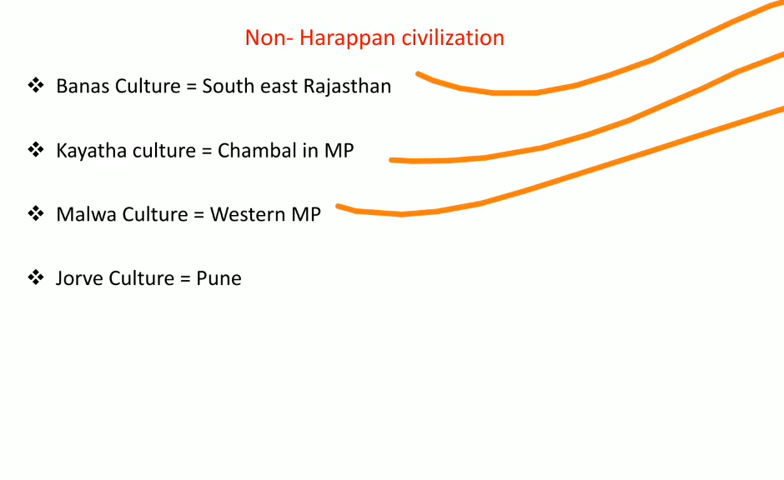 Non- Harappan civilization
❖ Banas Culture = South east Rajasthan
❖ Kayatha culture = Chambal in MP
❖ Malwa Culture = Western MP
❖ Jorve Culture = Pune